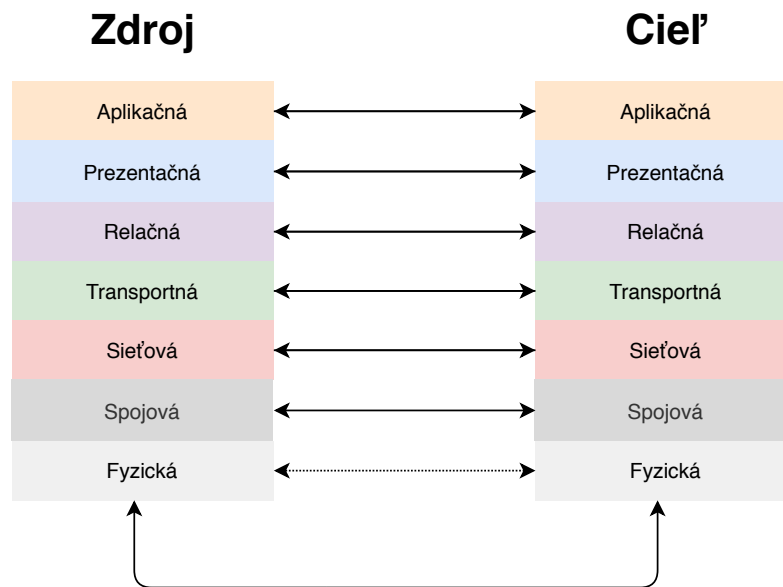 Zdroj Cieľ
Aplikačná Aplikačná
Prezentačná Prezentačná
Relačná Relačná
Transportná Transportná
Sieťová Sieťová
Spojová Spojová
Fyzická Fyzická